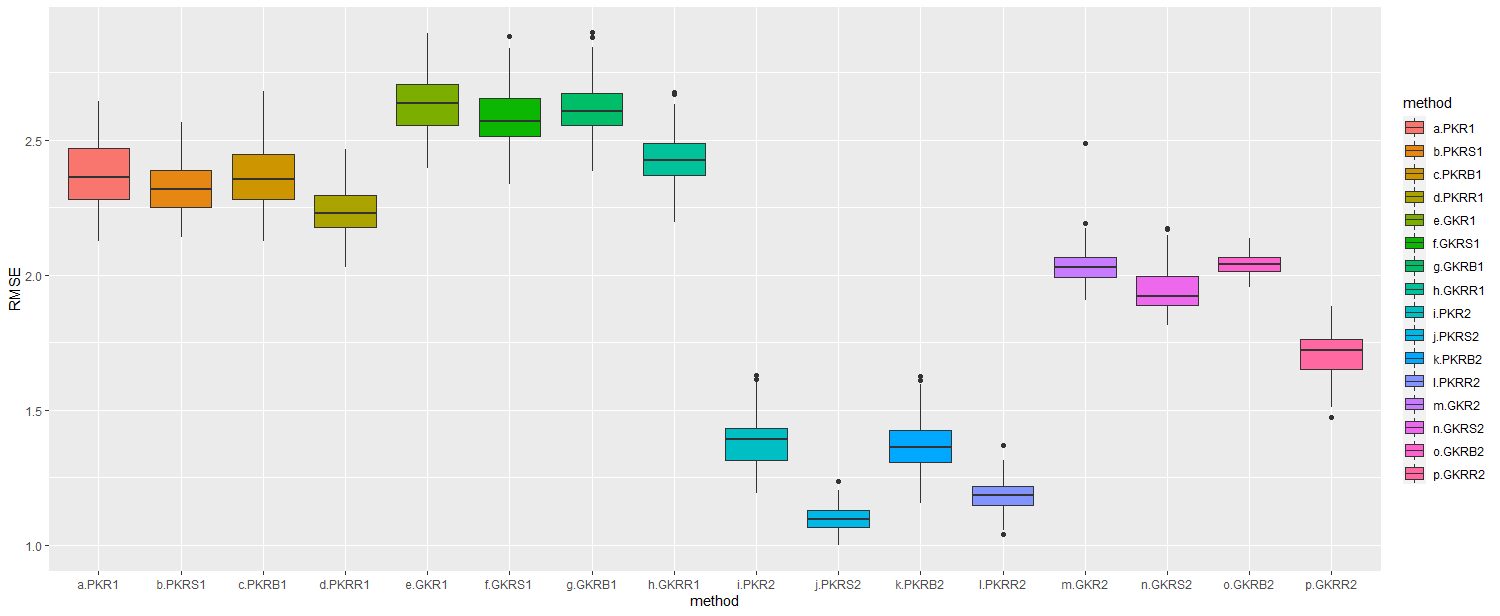 RMSE
2.5
2.0
1.5
1.0
a.PKR1
b.PKRS1
c.PKRB1
d.PKRR1
e.GKR1
f.GKRS1
g.GKRB1
h.GKRR1
i.PKR2
j.PKRS2
k.PKRB2
l.PKRR2
m.GKR2
n.GKRS2
o.GKRB2
p.GKRR2
method
method
a.PKR1
b.PKRS1
c.PKRB1
d.PKRR1
e.GKR1
f.GKRS1
g.GKRB1
h.GKRR1
i.PKR2
j.PKRS2
k.PKRB2
l.PKRR2
m.GKR2
n.GKRS2
o.GKRB2
p.GKRR2